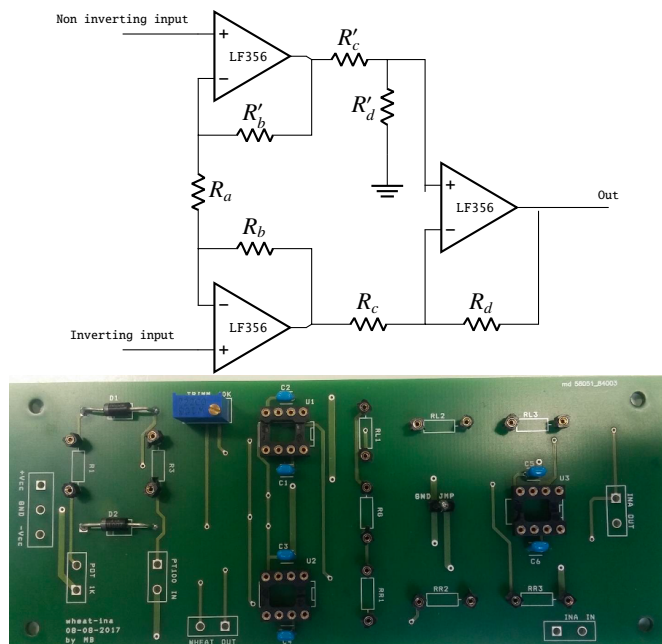 Non inverting input
+
LF356
−
R′c
R′b
R′d
Ra
+
LF356
−
Out
Rb
−
LF356
+
Inverting input
Rc
Rd
md 58051_84003
D1
C2
U1
RL2
RL3
R1
R3
C1
RL1
C5
U3
+Vcc GND -Vcc
D2
RG
GND JMP
INA OUT
POT 1K
PT100 IN
C3
U2
C6
RR1
RR2
RR3
wheat-ina
08-08-2017
by MB
WHEAT OUT
INA IN